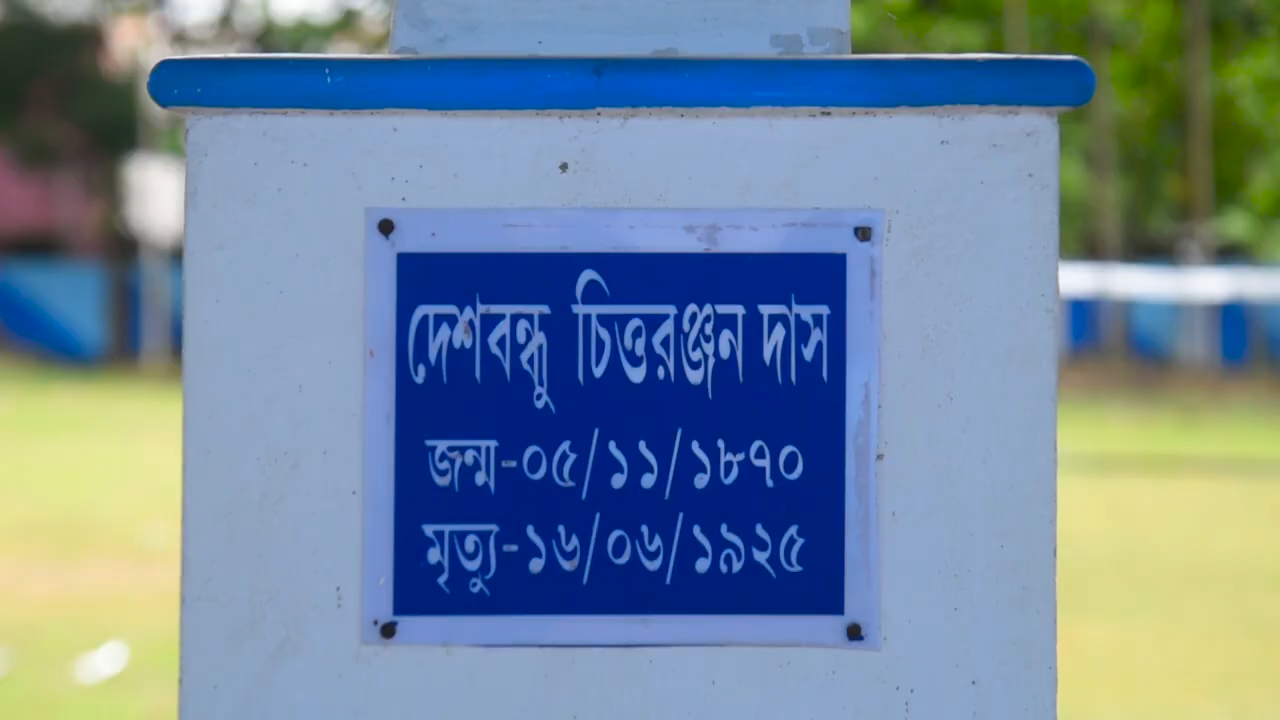 দেশবন্ধু চিত্তরঞ্জন দাস
জন্ম-০৫/১১/১৮৭০
মৃত্যু-১৬/০৬/১৯২৫